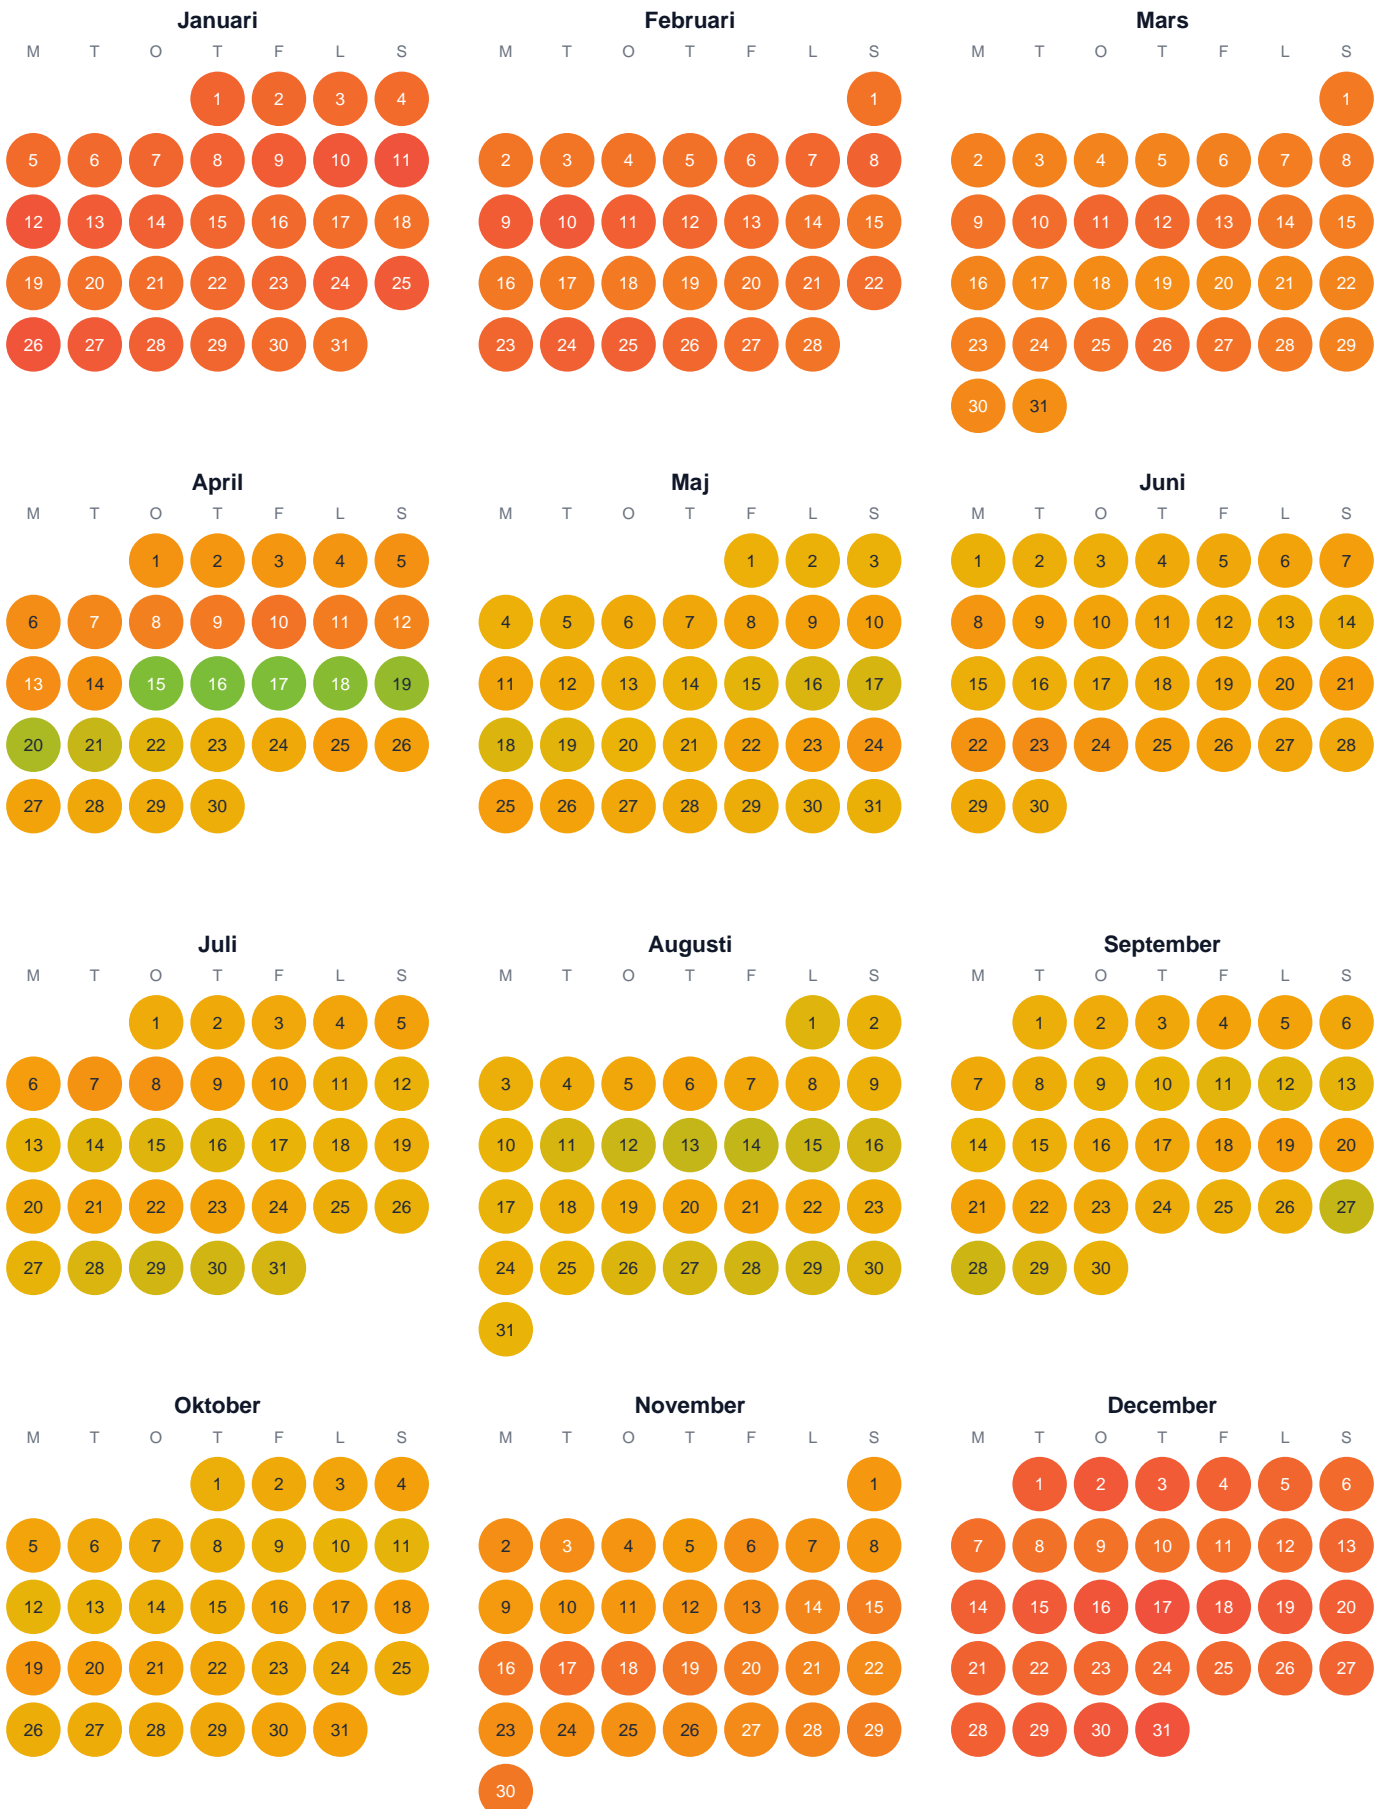 Januari Februari Mars
M T O T F L S M T O T F L S M T O T F L S
1 2 3 4 1 1
5 6 7 8 9 10 11 2 3 4 5 6 7 8 2 3 4 5 6 7 8
12 13 14 15 16 17 18 9 10 11 12 13 14 15 9 10 11 12 13 14 15
19 20 21 22 23 24 25 16 17 18 19 20 21 22 16 17 18 19 20 21 22
26 27 28 29 30 31 23 24 25 26 27 28 23 24 25 26 27 28 29
30 31
April Maj Juni
M T O T F L S M T O T F L S M T O T F L S
1 2 3 4 5 1 2 3 1 2 3 4 5 6 7
6 7 8 9 10 11 12 4 5 6 7 8 9 10 8 9 10 11 12 13 14
13 14 15 16 17 18 19 11 12 13 14 15 16 17 15 16 17 18 19 20 21
20 21 22 23 24 25 26 18 19 20 21 22 23 24 22 23 24 25 26 27 28
27 28 29 30 25 26 27 28 29 30 31 29 30
Juli Augusti September
M T O T F L S M T O T F L S M T O T F L S
1 2 3 4 5 1 2 1 2 3 4 5 6
6 7 8 9 10 11 12 3 4 5 6 7 8 9 7 8 9 10 11 12 13
13 14 15 16 17 18 19 10 11 12 13 14 15 16 14 15 16 17 18 19 20
20 21 22 23 24 25 26 17 18 19 20 21 22 23 21 22 23 24 25 26 27
27 28 29 30 31 24 25 26 27 28 29 30 28 29 30
31
Oktober November December
M T O T F L S M T O T F L S M T O T F L S
1 2 3 4 1 1 2 3 4 5 6
5 6 7 8 9 10 11 2 3 4 5 6 7 8 7 8 9 10 11 12 13
12 13 14 15 16 17 18 9 10 11 12 13 14 15 14 15 16 17 18 19 20
19 20 21 22 23 24 25 16 17 18 19 20 21 22 21 22 23 24 25 26 27
26 27 28 29 30 31 23 24 25 26 27 28 29 28 29 30 31
30